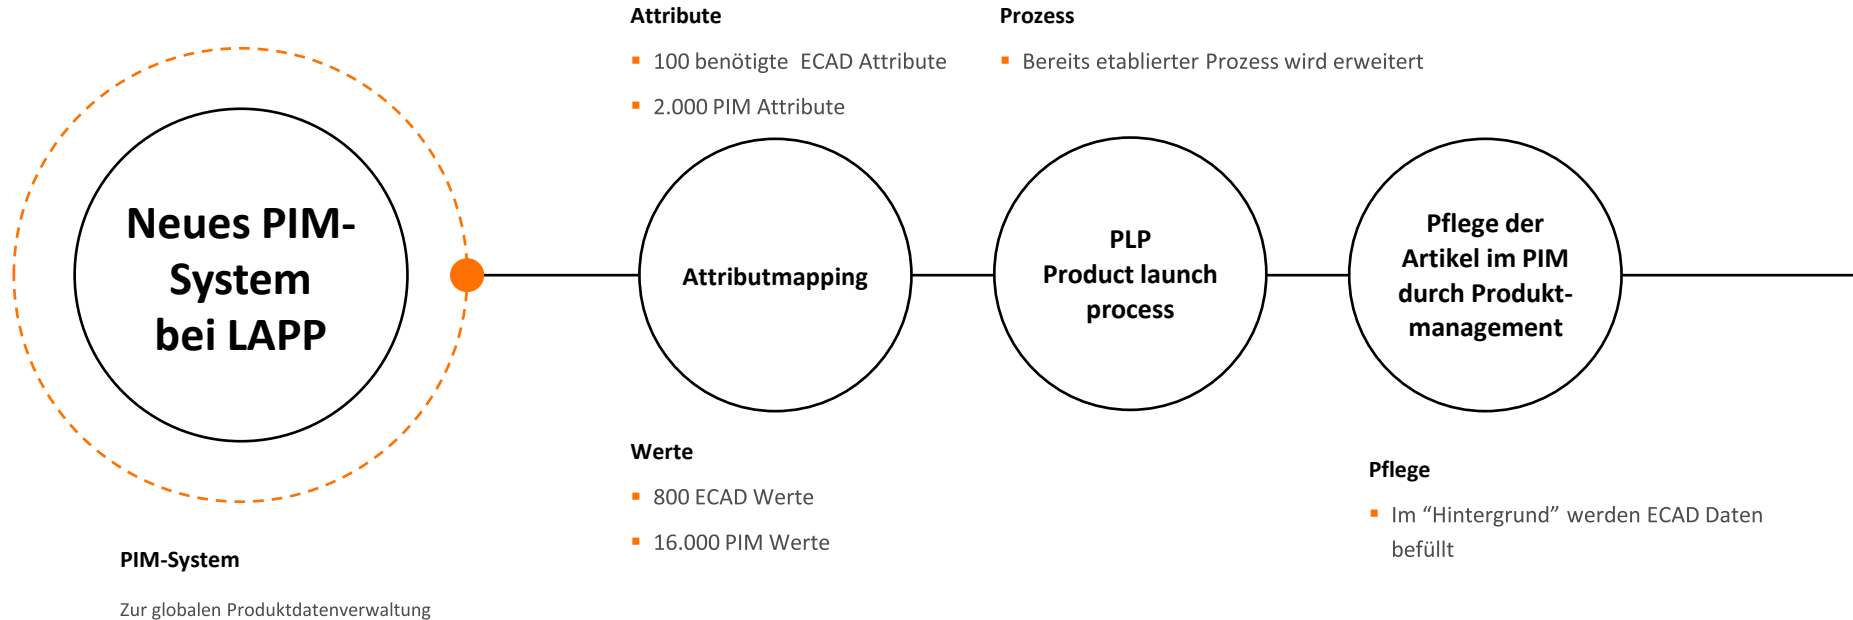 Neues PIM-
System
bei LAPP
PIM-System
Zur globalen Produktdatenverwaltung
Attribute
100 benötigte ECAD Attribute
2.000 PIM Attribute
Attributmapping
Werte
800 ECAD Werte
16.000 PIM Werte
Prozess
Bereits etablierter Prozess wird erweitert
PLP
Product launch
process
Pflege der
Artikel im PIM
durch Produkt-
management
Pflege
Im “Hintergrund” werden ECAD Daten
befüllt